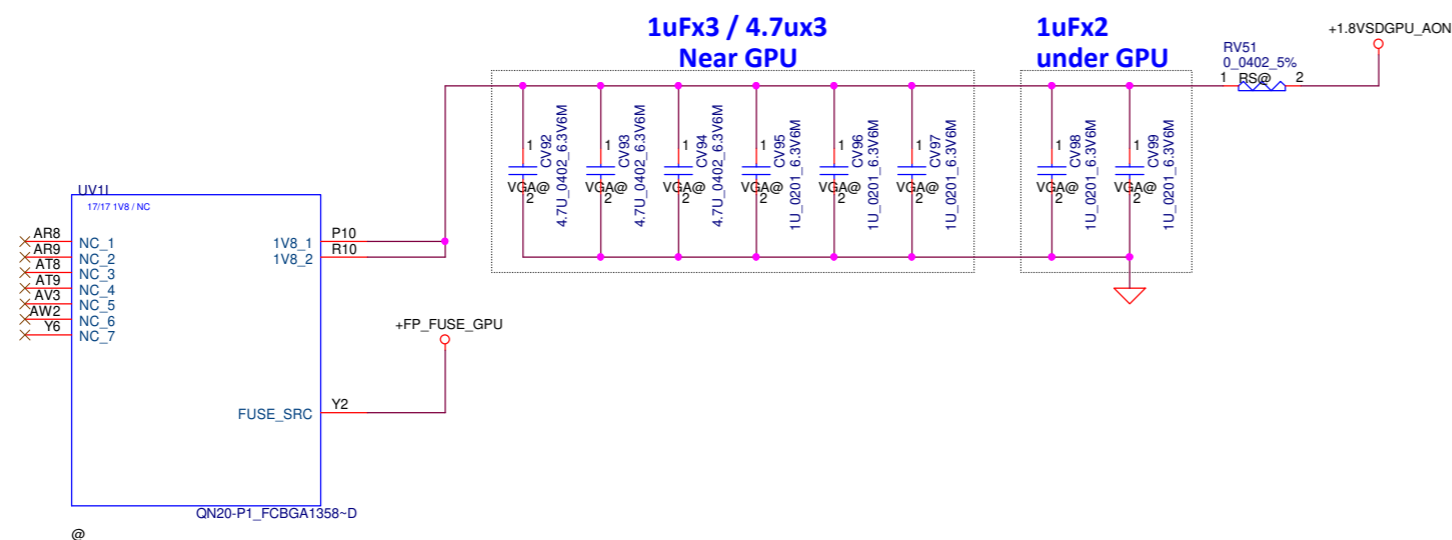 1uFx3 / 4.7ux3
Near GPU
1uFx2
under GPU
+1.8VSDGPU_AON
RV51
0_0402_5%
1 RS@ 2
1
CV92
4.7U_0402_6.3V6M
VGA@
2
1
CV93
4.7U_0402_6.3V6M
VGA@
2
1
CV94
4.7U_0402_6.3V6M
VGA@
2
1
CV95
1U_0201_6.3V6M
VGA@
2
1
CV96
1U_0201_6.3V6M
VGA@
2
1
CV97
1U_0201_6.3V6M
VGA@
2
1
CV98
1U_0201_6.3V6M
VGA@
2
1
CV99
1U_0201_6.3V6M
VGA@
2
UV1I
17/17 1V8 / NC
AR8 NC_1
AR9 NC_2
AT8 NC_3
AT9 NC_4
AV3 NC_5
AW2 NC_6
Y6 NC_7
1V8_1 P10
1V8_2 R10
+FP_FUSE_GPU
FUSE_SRC Y2
QN20-P1_FCBGA1358~D
@